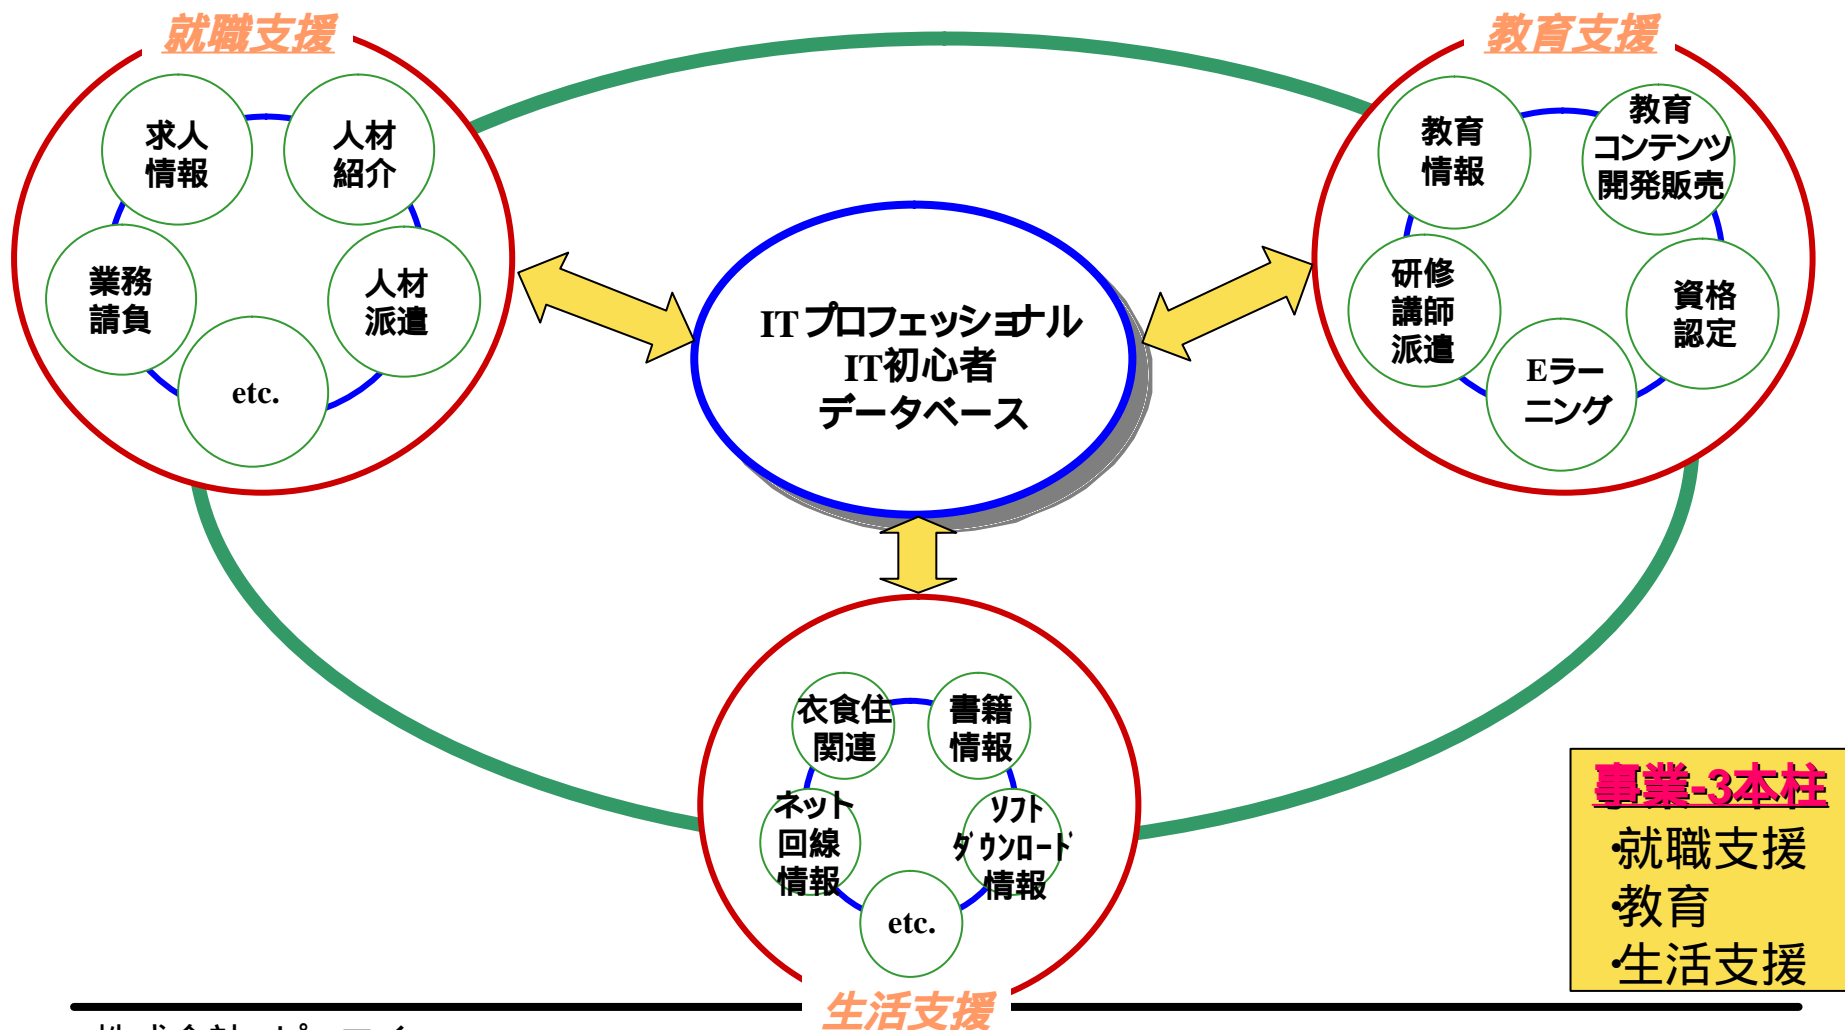 就職支援
求人
情報
人材
紹介
業務
請負
人材
派遣
etc.
教育支援
教育
情報
教育
コンテンツ
開発販売
研修
講師
派遣
資格
認定
Eラー
ニング
ITプロフェッショナル
IT初心者
データベース
衣食住
関連
書籍
情報
ネット
回線
情報
ソフト
ダウンロード
情報
etc.
生活支援
事業-3本柱
・就職支援
・教育
・生活支援